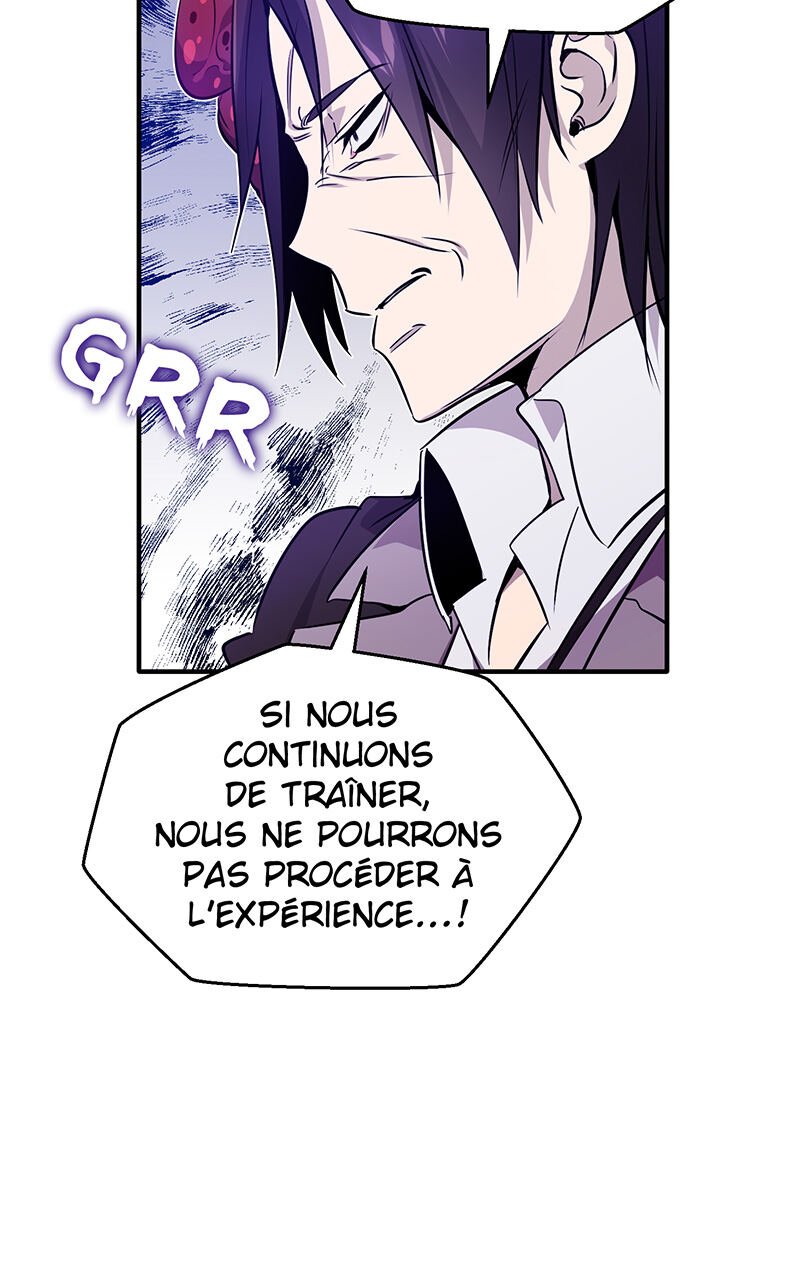 GRR
SI NOUS
CONTINUONS
DE TRAÎNER,
NOUS NE POURRONS
PAS PROCÉDER À
L'EXPÉRIENCE...!